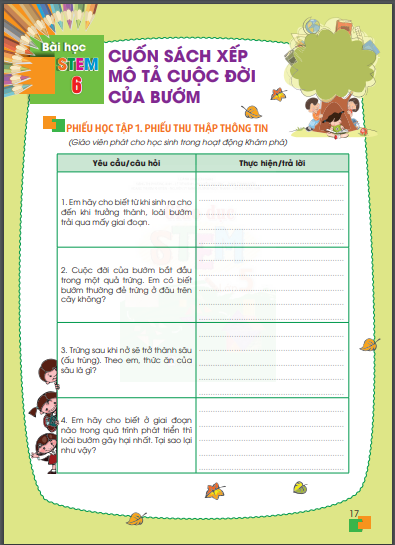 Bài học
STEM
6
CUỐN SÁCH XẾP
MÔ TẢ CUỘC ĐỜI
CỦA BƯỚM
PHIẾU HỌC TẬP 1. PHIẾU THU THẬP THÔNG TIN
(Giáo viên phát cho học sinh trong hoạt động Khám phá)
Yêu cầu/câu hỏi
Thực hiện/trả lời
1. Em hãy cho biết từ khi sinh ra cho
đến khi trưởng thành, loài bướm
trải qua mấy giai đoạn.
2. Cuộc đời của bướm bắt đầu
trong một quả trứng. Em có biết
bướm thường đẻ trứng ở đâu trên
cây không?
3. Trứng sau khi nở sẽ trở thành sâu
(ấu trùng). Theo em, thức ăn của
sâu là gì?
4. Em hãy cho biết ở giai đoạn
nào trong quá trình phát triển thì
loài bướm gây hại nhất. Tại sao lại
như vậy?
17